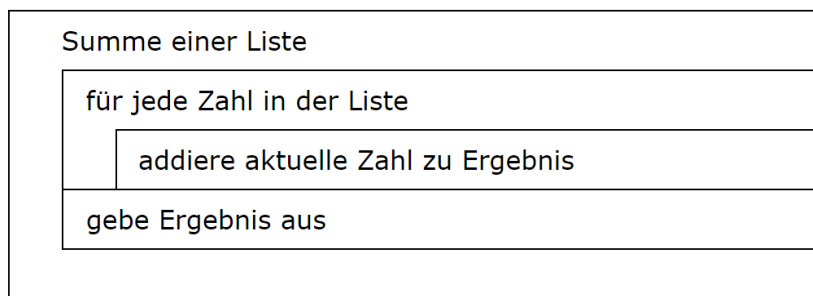 Summe einer Liste
für jede Zahl in der Liste
addiere aktuelle Zahl zu Ergebnis
gebe Ergebnis aus